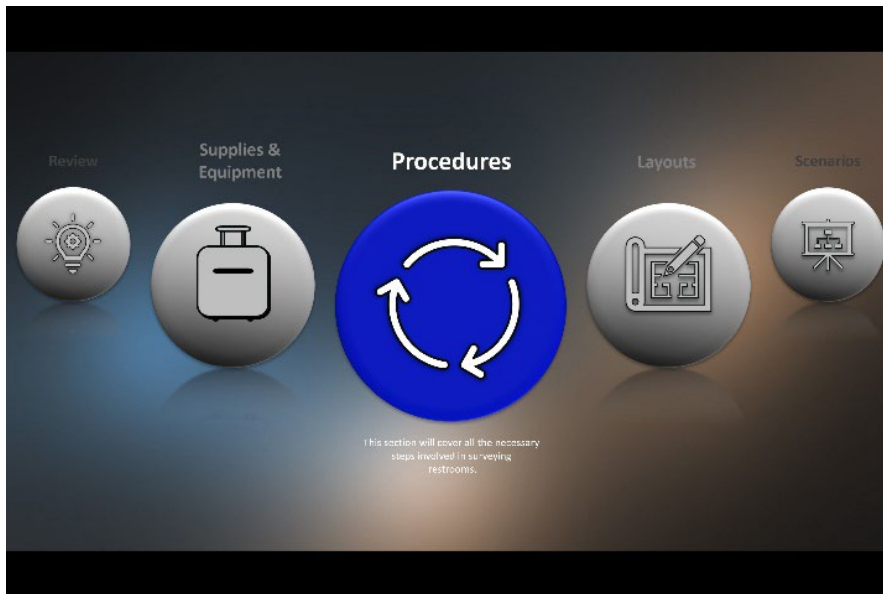 Review
Supplies &
Equipment
Procedures
Layouts
Scenarios
This section will cover all the necessary
steps involved in surveying
restrooms.